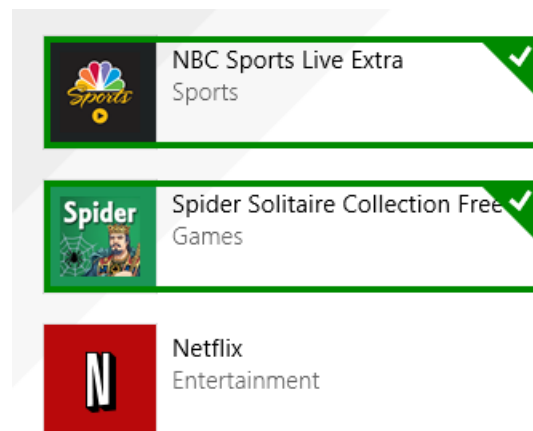 Sports
NBC Sports Live Extra
Sports
Spider
Spider Solitaire Collection Free
Games
N
Netflix
Entertainment